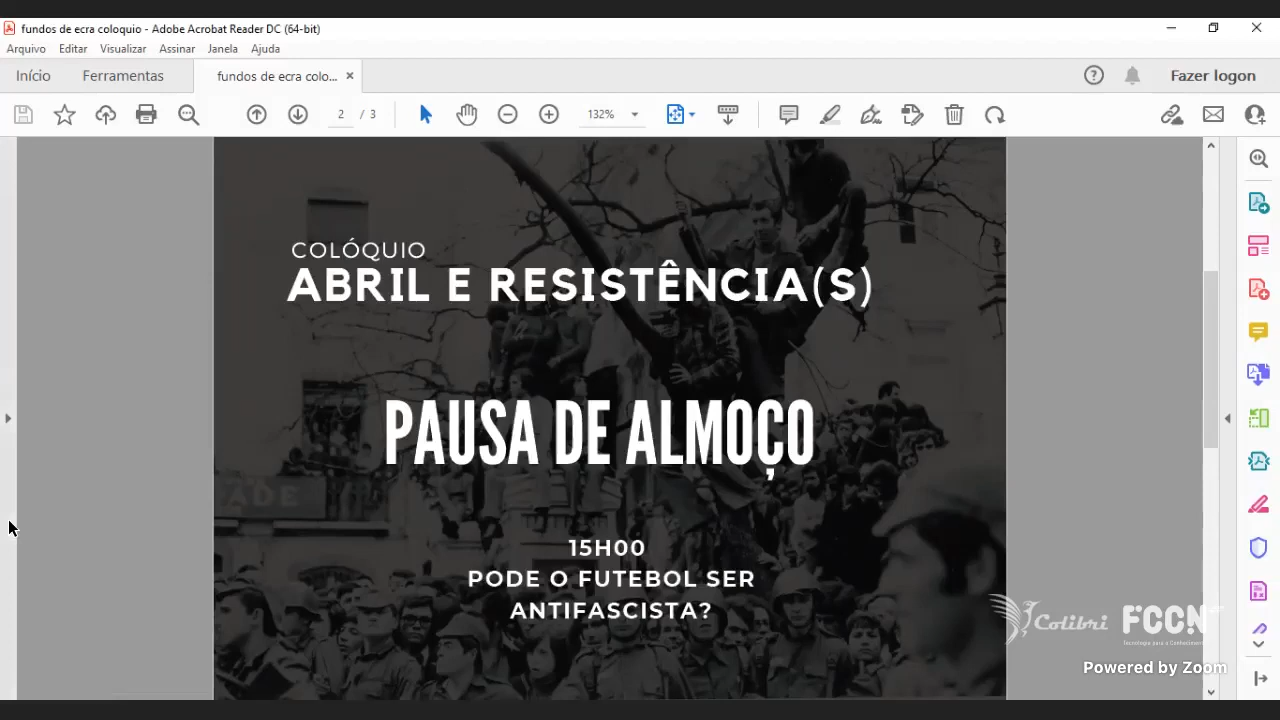 fundos de ecra coloquio - Adobe Acrobat Reader DC (64-bit)
Arquivo Editar Visualizar Assinar Janela Ajuda
Início Ferramentas fundos de ecra colo... × Fazer logon
2 / 3 132%
COLÓQUIO
ABRIL E RESISTÊNCIA(S)
PAUSA DE ALMOÇO
ADE
15H00
PODE O FUTEBOL SER
ANTIFASCISTA?
Colibri FCCN
Powered by Zoom